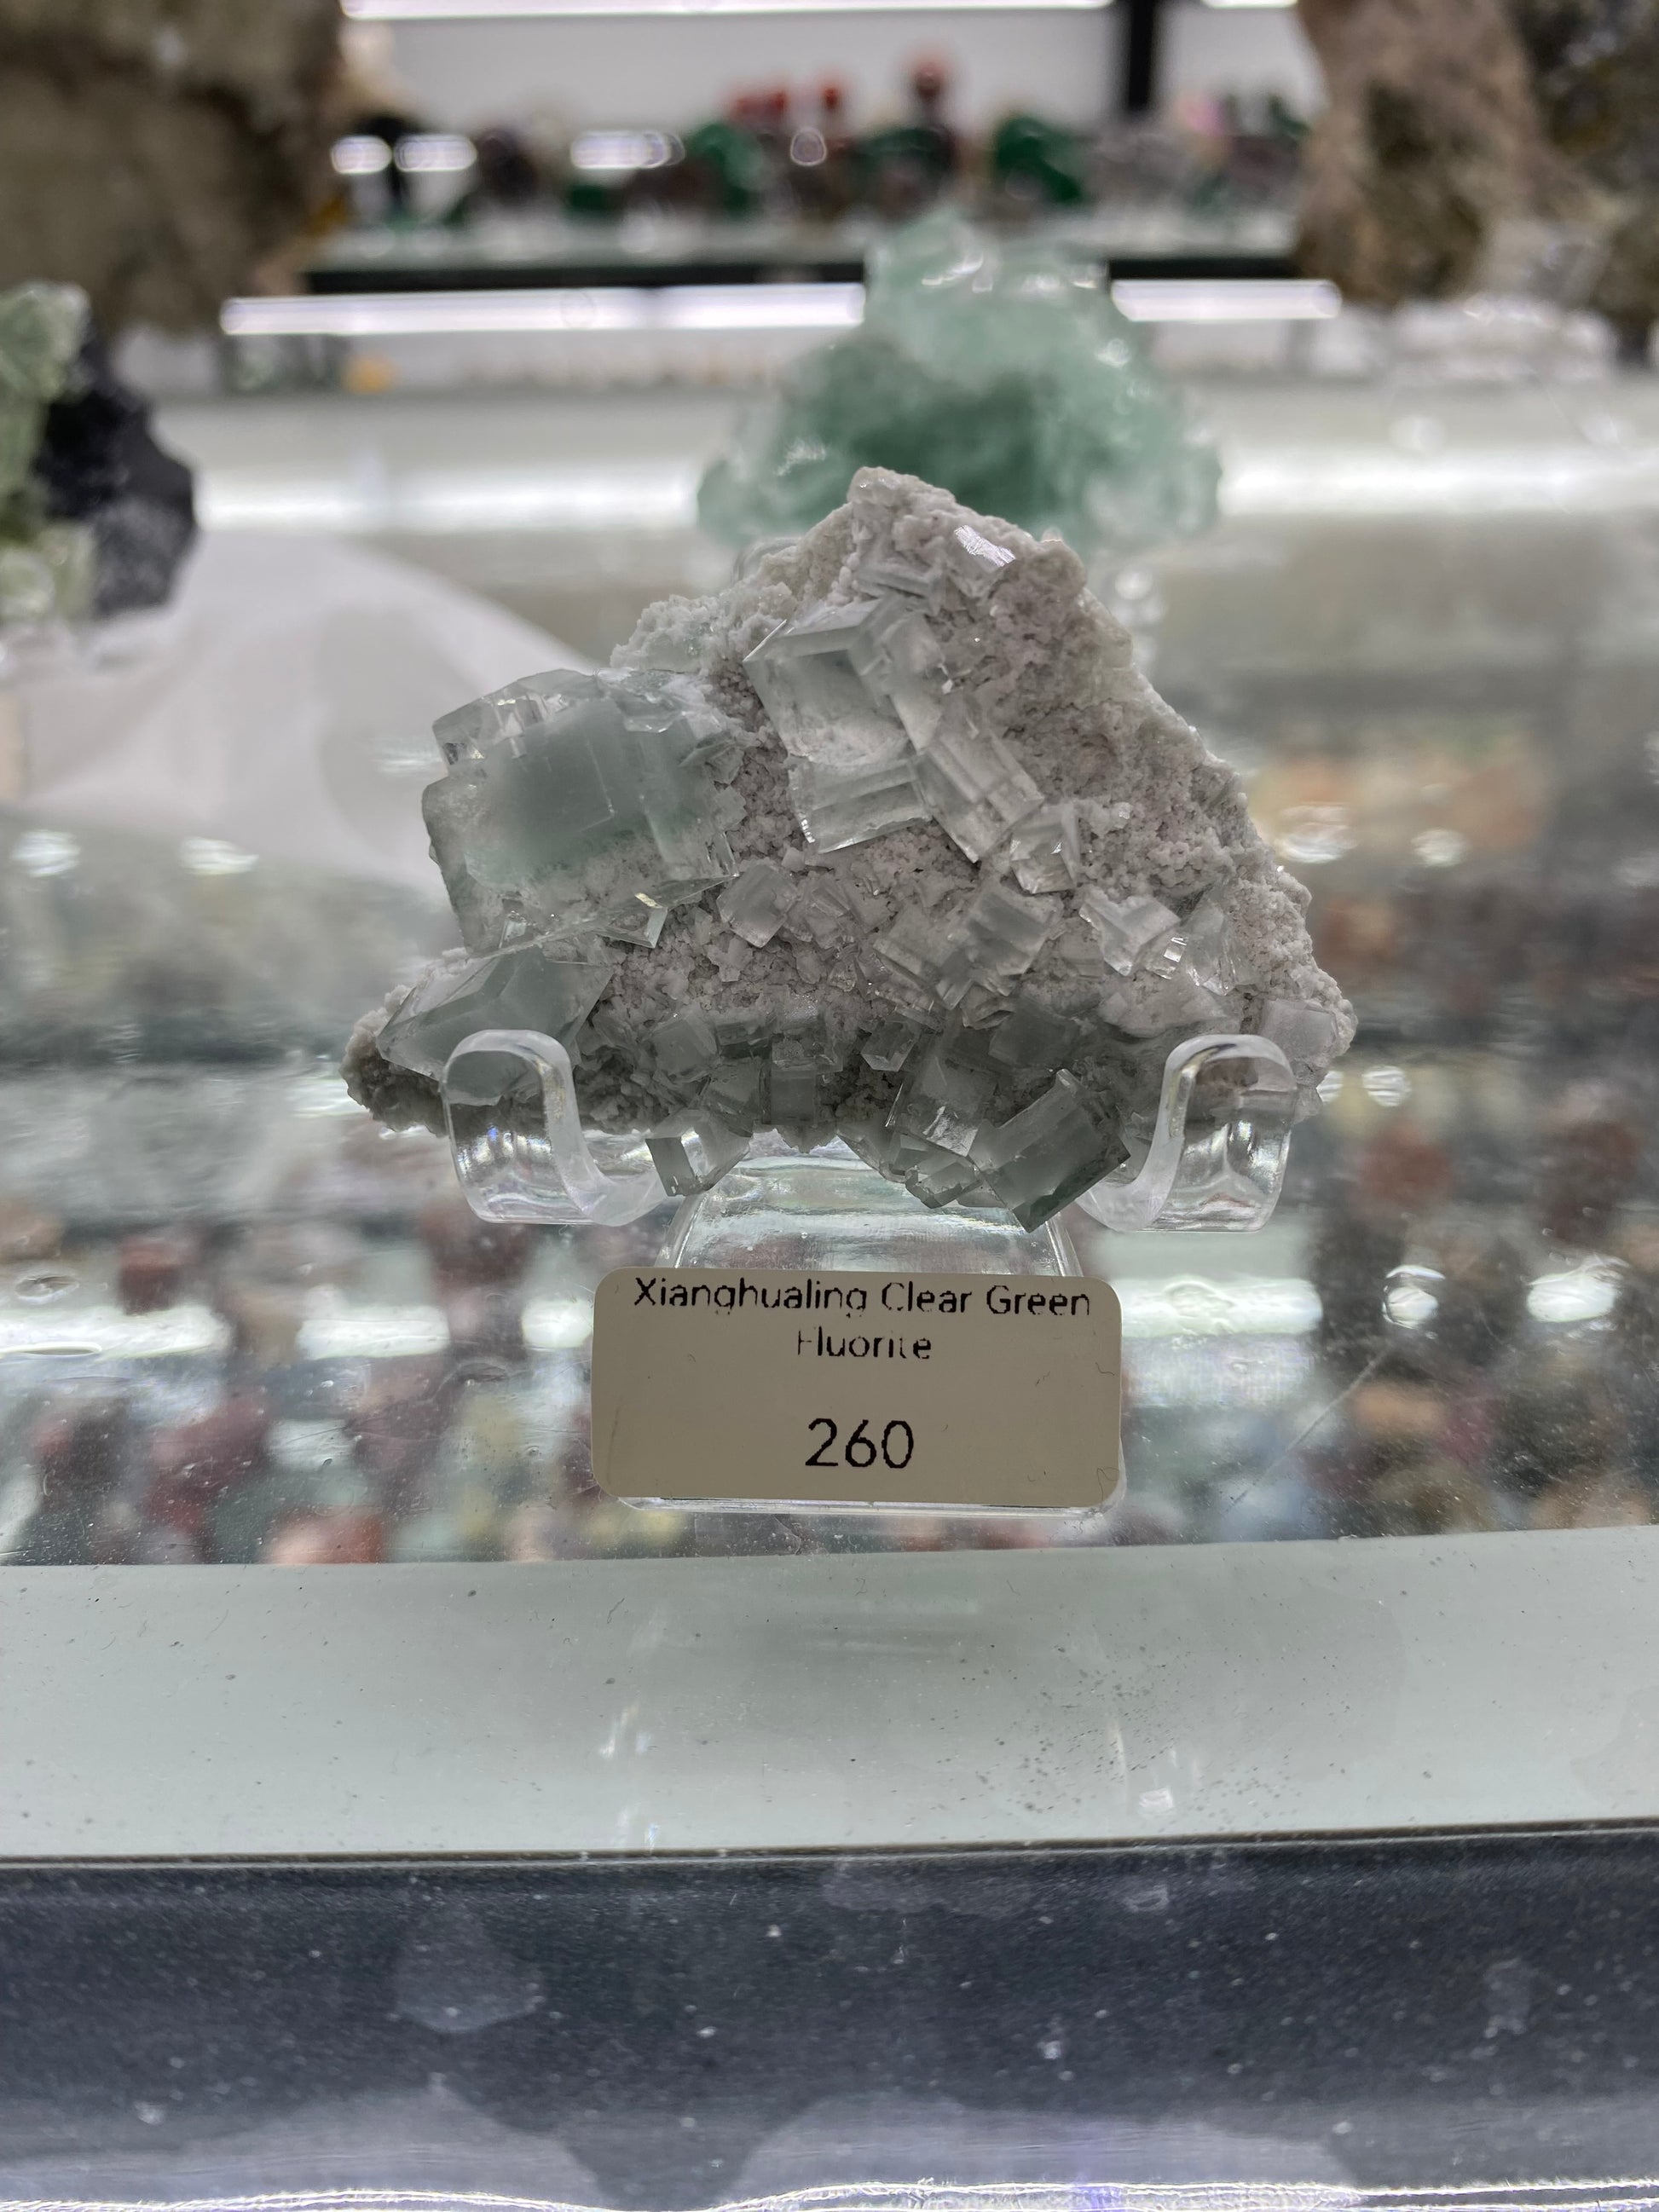 Xianghualing Clear Green
Fluorite
260